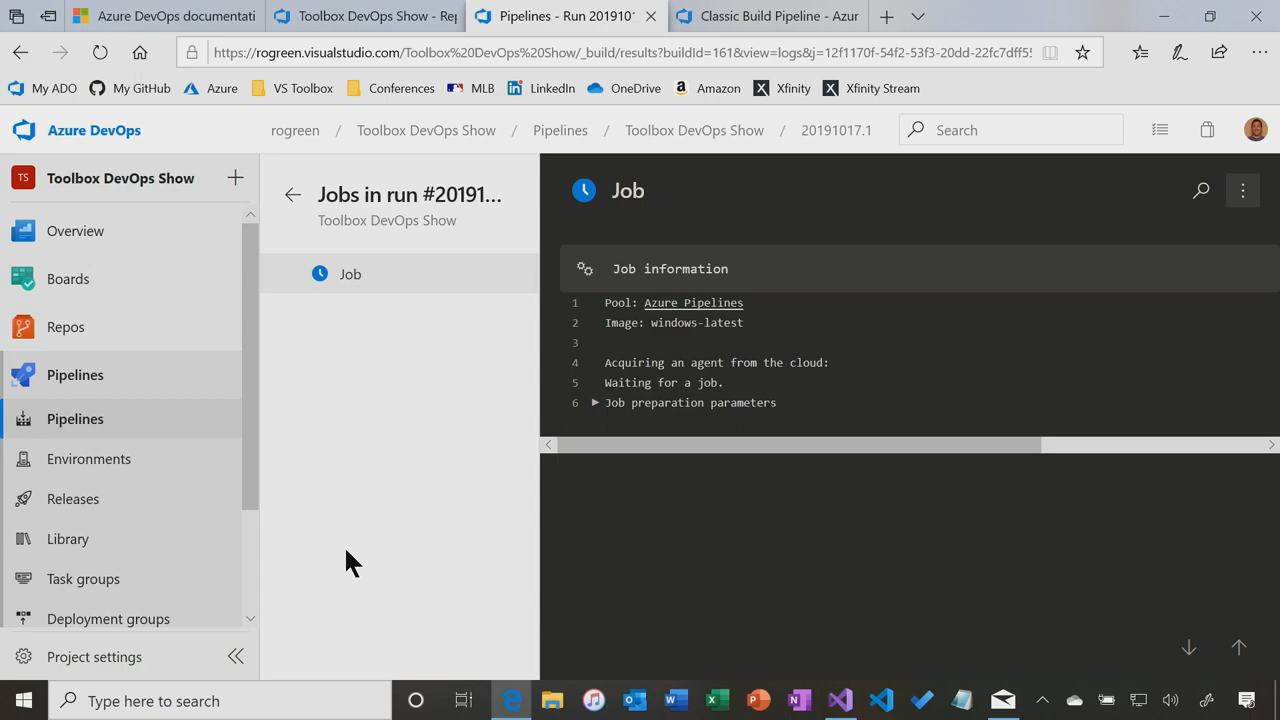 Azure DevOps documentati
Toolbox DevOps Show - Rep
Pipelines - Run 20191017
Classic Build Pipeline - Azur
https://rogreen.visualstudio.com/Toolbox%20DevOps%20Show/_build/results?buildId=161&view=logs&j=12f1170f-54f2-53f3-20dd-22fc7dff55
My ADO
My GitHub
Azure
VS Toolbox
Conferences
MLB
LinkedIn
OneDrive
Amazon
Xfinity
Xfinity Stream
Azure DevOps
rogreen / Toolbox DevOps Show / Pipelines / Toolbox DevOps Show / 20191017.1
Search
TS
Toolbox DevOps Show
Overview
Boards
Repos
Pipelines
Pipelines
Environments
Releases
Library
Task groups
Deployment groups
Project settings
Jobs in run #20191...
Toolbox DevOps Show
Job
Job
Job information
1 Pool: Azure Pipelines
2 Image: windows-latest
3
4 Acquiring an agent from the cloud:
5 Waiting for a job.
6 Job preparation parameters
Type here to search